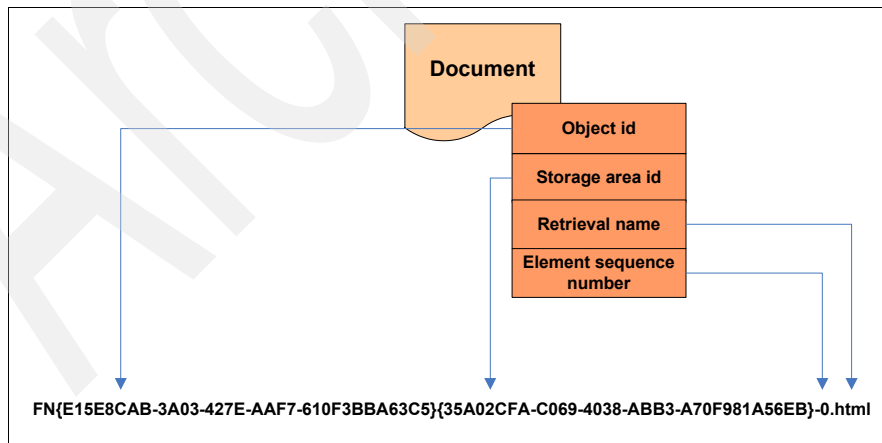 Document
Object id
Storage area id
Retrieval name
Element sequence
number
FN{E15E8CAB-3A03-427E-AAF7-610F3BBA63C5}{35A02CFA-C069-4038-ABB3-A70F981A56EB}-0.html